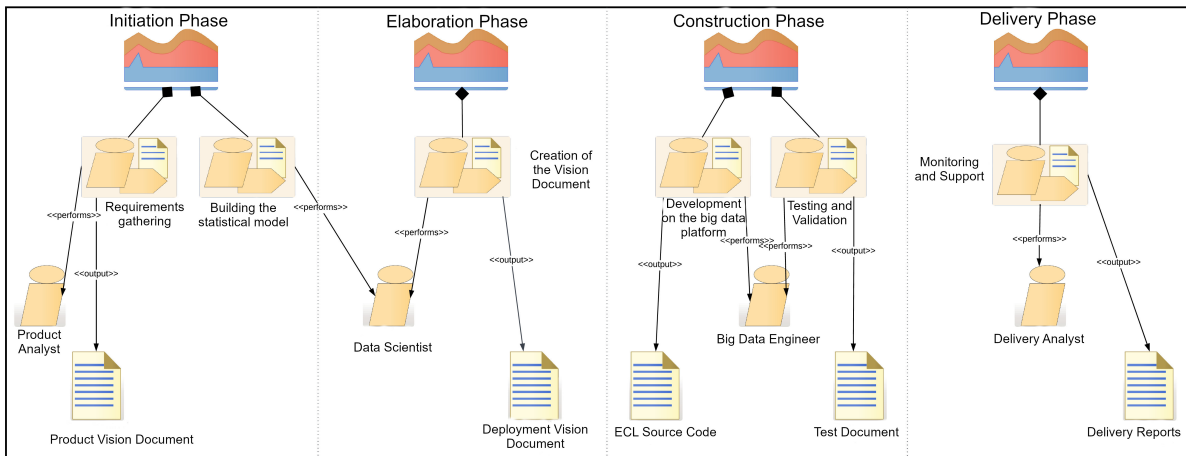 Initiation Phase
Elaboration Phase
Construction Phase
Delivery Phase
Requirements
gathering
Building the
statistical model
<<performs>>
<<output>>
<<performs>>
Product
Analyst
Product Vision Document
Creation of
the Vision
Document
<<performs>>
<<output>>
Data Scientist
Deployment Vision
Document
Development
on the big data
platform
Testing and
Validation
<<performs>>
<<performs>>
<<output>>
<<output>>
Big Data Engineer
ECL Source Code
Test Document
Monitoring
and Support
<<performs>>
<<output>>
Delivery Analyst
Delivery Reports